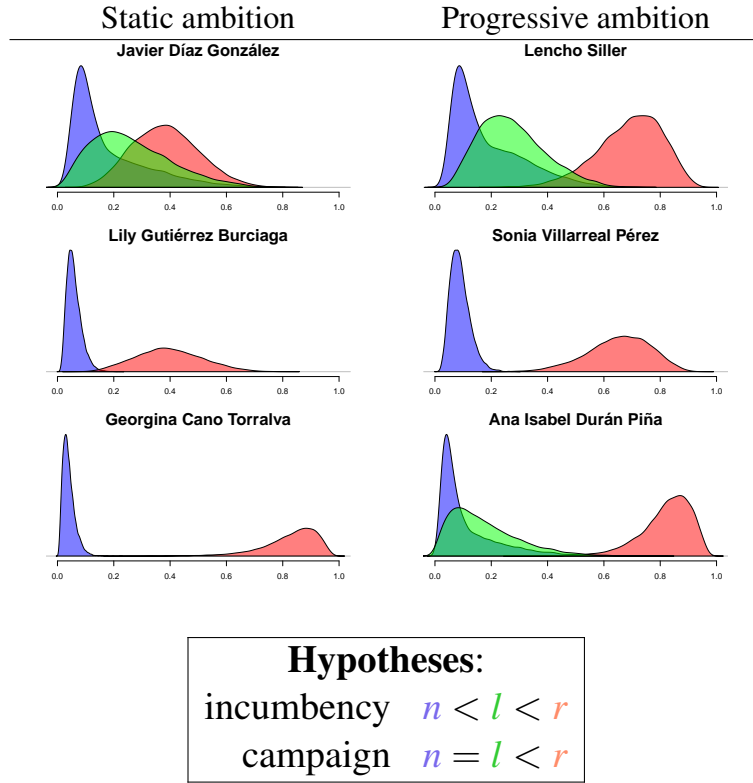 Static ambition Progressive ambition
Javier Díaz González Lencho Siller
0.0 0.2 0.4 0.6 0.8 1.0 0.0 0.2 0.4 0.6 0.8 1.0
Lily Gutiérrez Burciaga Sonia Villarreal Pérez
0.0 0.2 0.4 0.6 0.8 1.0 0.0 0.2 0.4 0.6 0.8 1.0
Georgina Cano Torralva Ana Isabel Durán Piña
0.0 0.2 0.4 0.6 0.8 1.0 0.0 0.2 0.4 0.6 0.8 1.0
Hypotheses:
incumbency n < l < r
campaign n = l < r